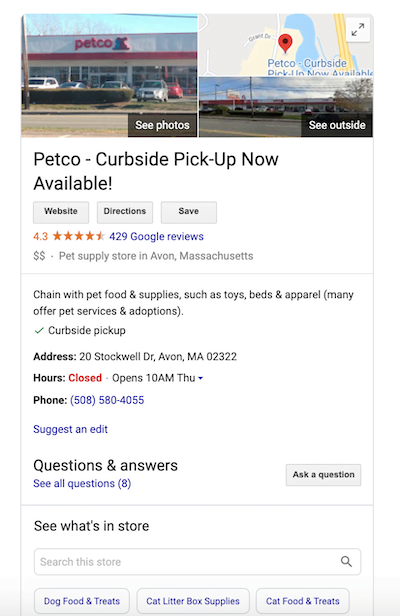 petco
Grant Dr
Petco - Curbside
Pick-Up Now Available
See photos
See outside
Petco - Curbside Pick-Up Now
Available!
Website
Directions
Save
4.3 429 Google reviews
$$ · Pet supply store in Avon, Massachusetts
Chain with pet food & supplies, such as toys, beds & apparel (many
offer pet services & adoptions).
Curbside pickup
Address: 20 Stockwell Dr, Avon, MA 02322
Hours: Closed · Opens 10AM Thu
Phone: (508) 580-4055
Suggest an edit
Questions & answers
See all questions (8)
Ask a question
See what's in store
Search this store
Dog Food & Treats
Cat Litter Box Supplies
Cat Food & Treats